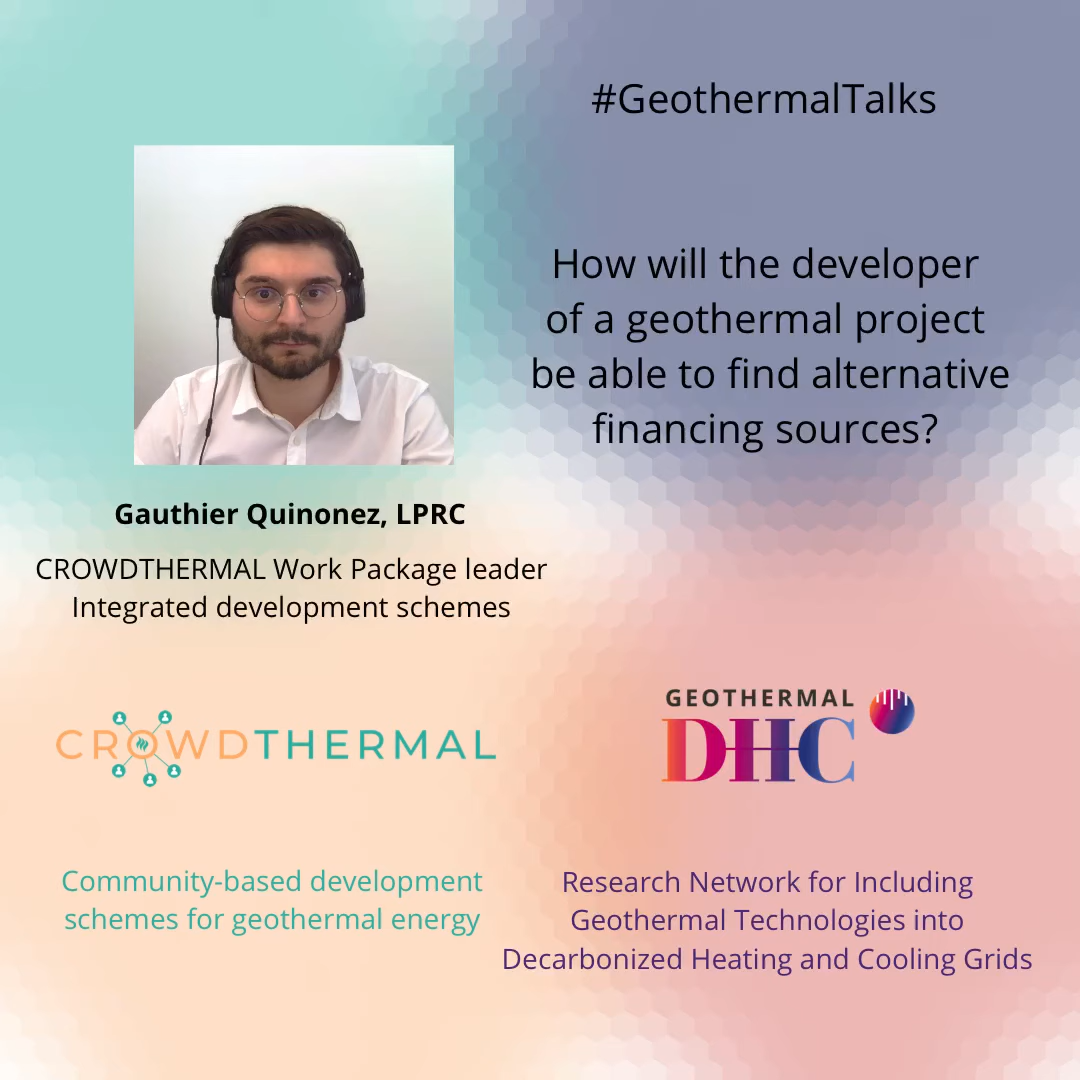 #GeothermalTalks
How will the developer
of a geothermal project
be able to find alternative
financing sources?
Gauthier Quinonez, LPRC
CROWDTHERMAL Work Package leader
Integrated development schemes
CROWDTHERMAL
Community-based development
schemes for geothermal energy
GEOTHERMAL
DHC
Research Network for Including
Geothermal Technologies into
Decarbonized Heating and Cooling Grids